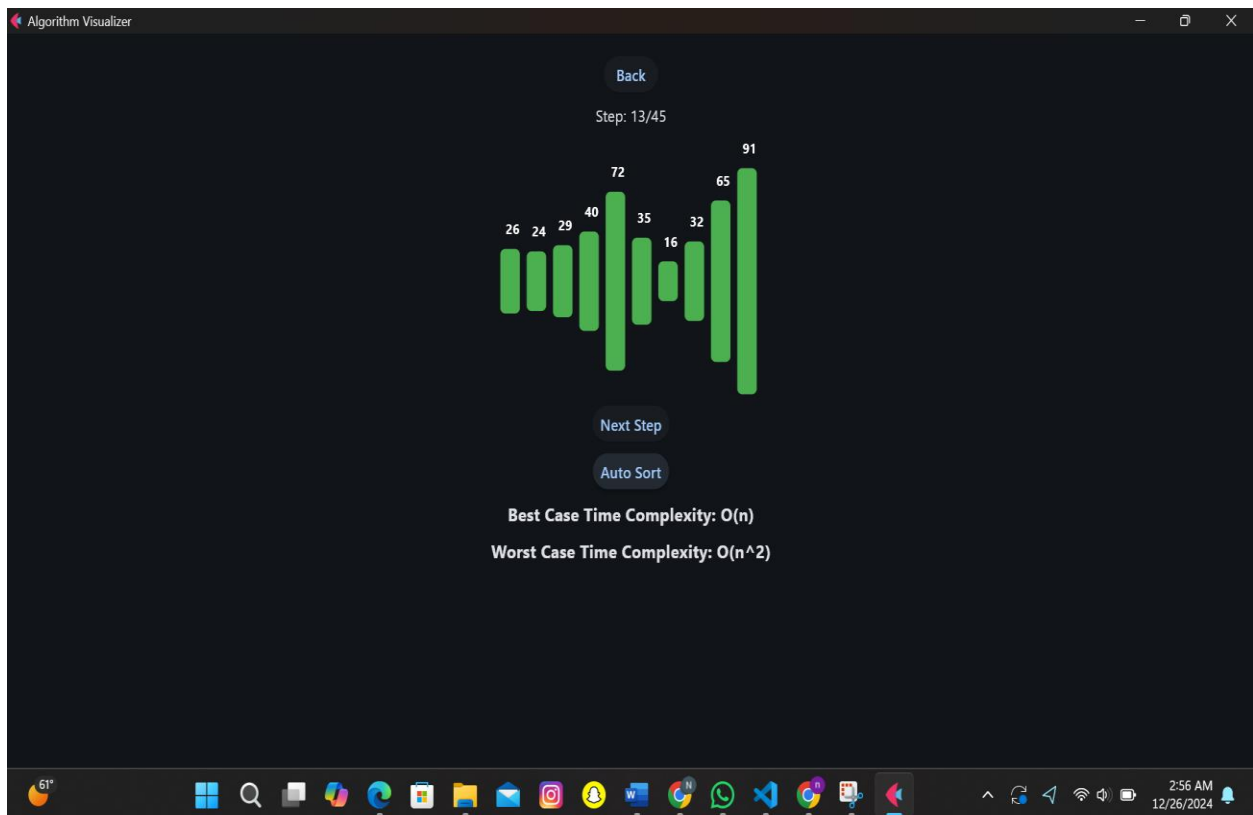 Algorithm Visualizer
Back
Step: 13/45
26 24 29 40 72 35 16 32 65 91
Next Step
Auto Sort
Best Case Time Complexity: O(n)
Worst Case Time Complexity: O(n^2)
61°
N
n
W
2:56 AM
12/26/2024